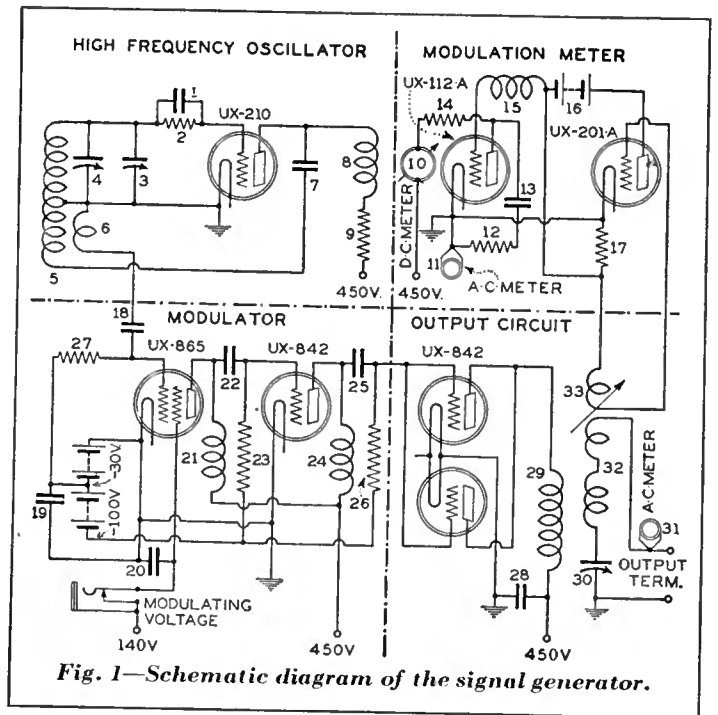 HIGH FREQUENCY OSCILLATOR
1
2
UX-210
4
3
5
6
7
8
9
450V.
MODULATION METER
UX-112-A
14
15
16
UX-201-A
10
D.C.METER
13
12
11
A.C.METER
450V.
17
MODULATOR
18
27
UX-865
22
UX-842
25
-30V
-100V
19
20
21
23
24
26
MODULATING
VOLTAGE
140V
450V
OUTPUT CIRCUIT
UX-842
33
32
29
A.C.METER
31
28
30
OUTPUT
TERM.
450V
Fig. 1—Schematic diagram of the signal generator.